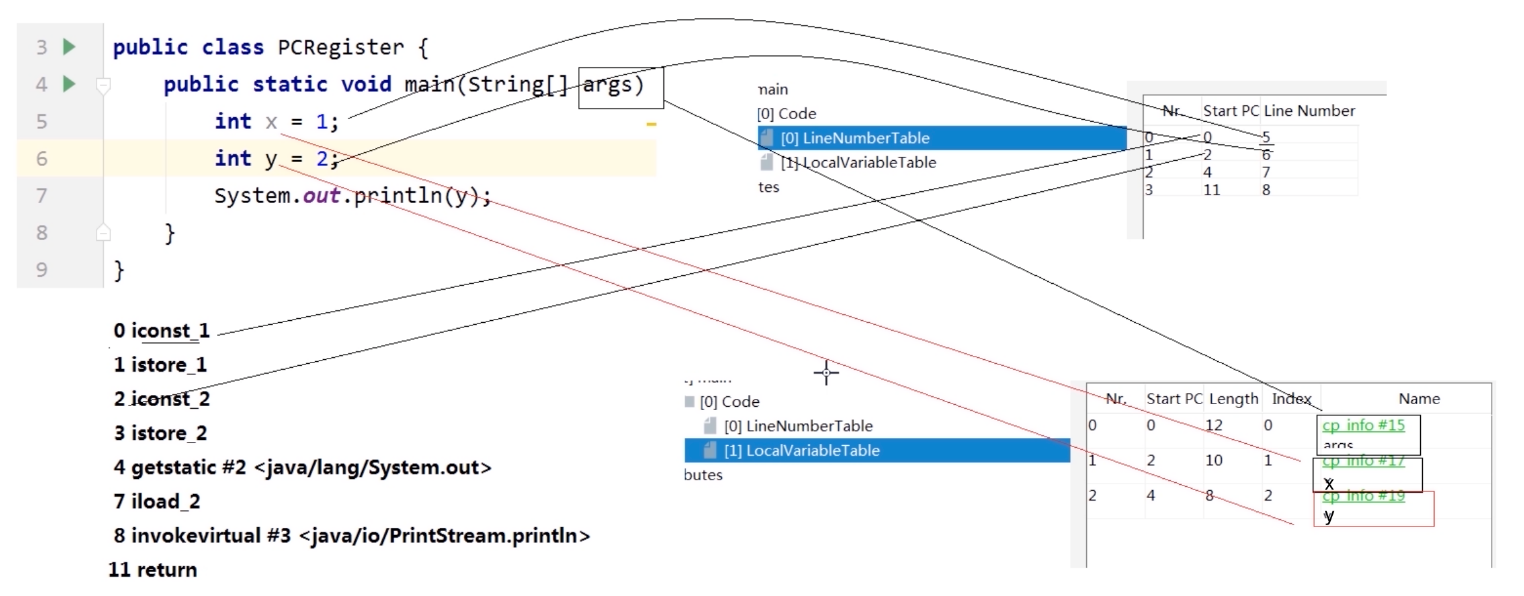 3 public class PCRegister {
4 public static void main(String[] args)
5 int x = 1;
6 int y = 2;
7 System.out.println(y);
8 }
9 }
main
[0] Code
[0] LineNumberTable
[1] LocalVariableTable
tes
Nr. Start PC Line Number
0 0 5
1 2 6
2 4 7
3 11 8
0 iconst_1
1 istore_1
2 iconst_2
3 istore_2
4 getstatic #2 <java/lang/System.out>
7 iload_2
8 invokevirtual #3 <java/io/PrintStream.println>
11 return
main
[0] Code
[0] LineNumberTable
[1] LocalVariableTable
butes
Nr. Start PC Length Index Name
0 0 12 0 cp_info #15
args
1 2 10 1 cp_info #17
x
2 4 8 2 cp_info #19
y